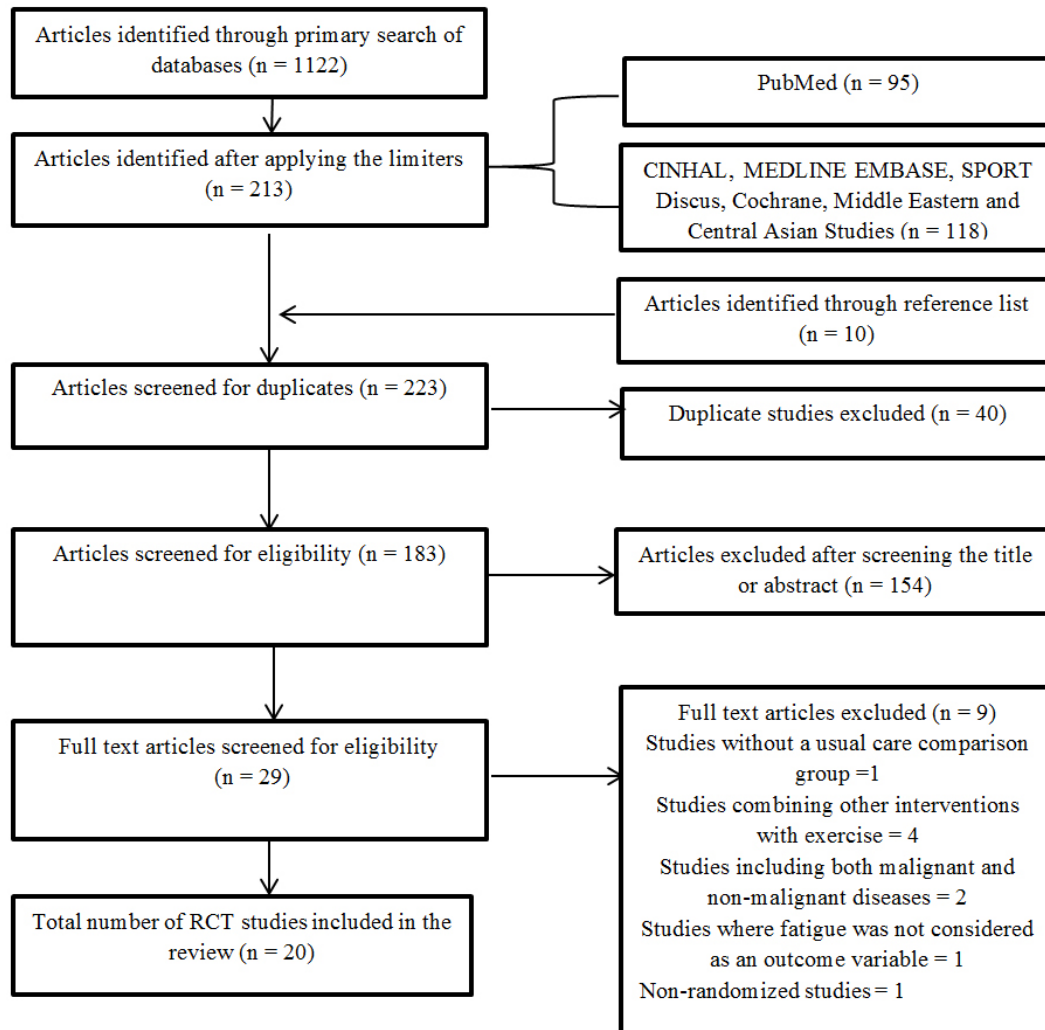 Articles identified through primary search of
databases (n = 1122)
PubMed (n = 95)
Articles identified after applying the limiters
(n = 213)
CINHAL, MEDLINE EMBASE, SPORT
Discus, Cochrane, Middle Eastern and
Central Asian Studies (n = 118)
Articles identified through reference list
(n = 10)
Articles screened for duplicates (n = 223)
Duplicate studies excluded (n = 40)
Articles screened for eligibility (n = 183)
Articles excluded after screening the title
or abstract (n = 154)
Full text articles screened for eligibility
(n = 29)
Full text articles excluded (n = 9)
Studies without a usual care comparison
group =1
Studies combining other interventions
with exercise = 4
Studies including both malignant and
non-malignant diseases = 2
Studies where fatigue was not considered
as an outcome variable = 1
Non-randomized studies = 1
Total number of RCT studies included in the
review (n = 20)